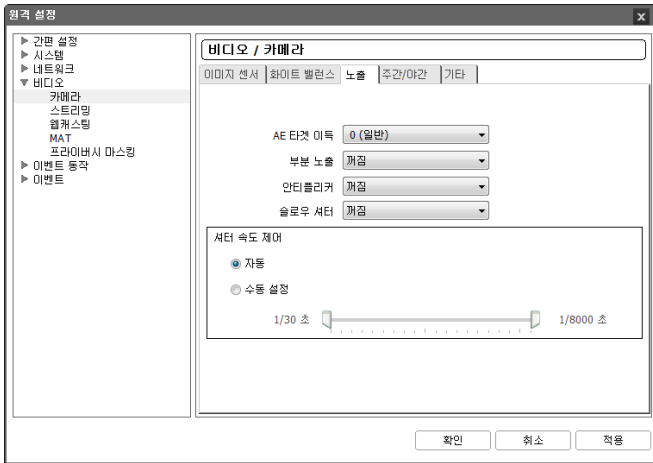 원격 설정
x
간편 설정
시스템
네트워크
비디오
카메라
스트리밍
웹캐스팅
MAT
프라이버시 마스킹
이벤트 동작
이벤트
비디오 / 카메라
이미지 센서 화이트 밸런스 노출 주간/야간 기타
AE 타겟 이득 0 (일반)
부분 노출 꺼짐
안티플리커 꺼짐
슬로우 셔터 꺼짐
셔터 속도 제어
자동
수동 설정
1/30 초 1/8000 초
확인 취소 적용